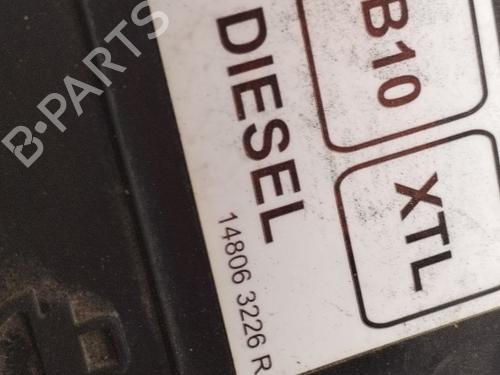 B-PARTS
DIESEL
14806 3226 R
B10
XTL